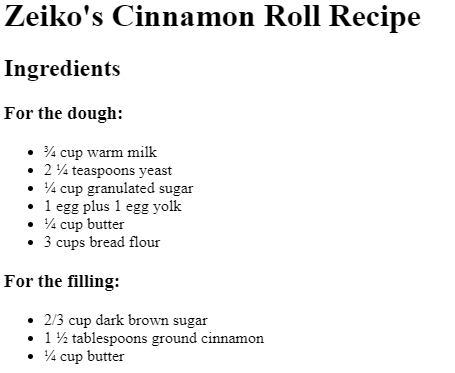 Zeiko's Cinnamon Roll Recipe
Ingredients
For the dough:
• ¾ cup warm milk
• 2 ¼ teaspoons yeast
• ¼ cup granulated sugar
• 1 egg plus 1 egg yolk
• ¼ cup butter
• 3 cups bread flour
For the filling:
• 2/3 cup dark brown sugar
• 1 ½ tablespoons ground cinnamon
• ¼ cup butter